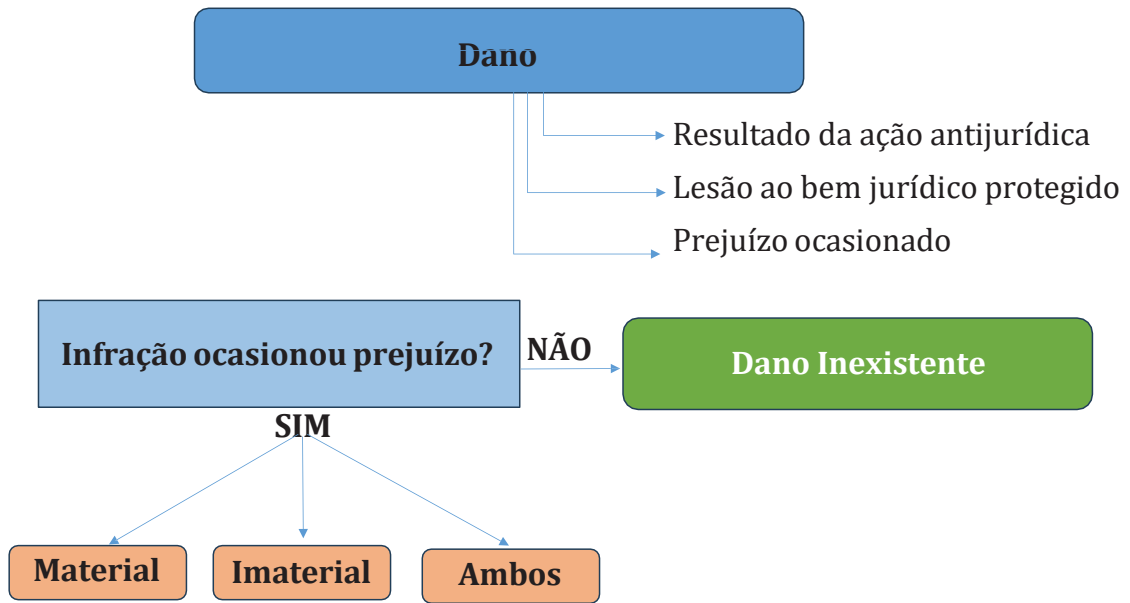 Dano
Resultado da ação antijurídica
Lesão ao bem jurídico protegido
Prejuízo ocasionado
Infração ocasionou prejuízo?
NÃO
Dano Inexistente
SIM
Material
Imaterial
Ambos